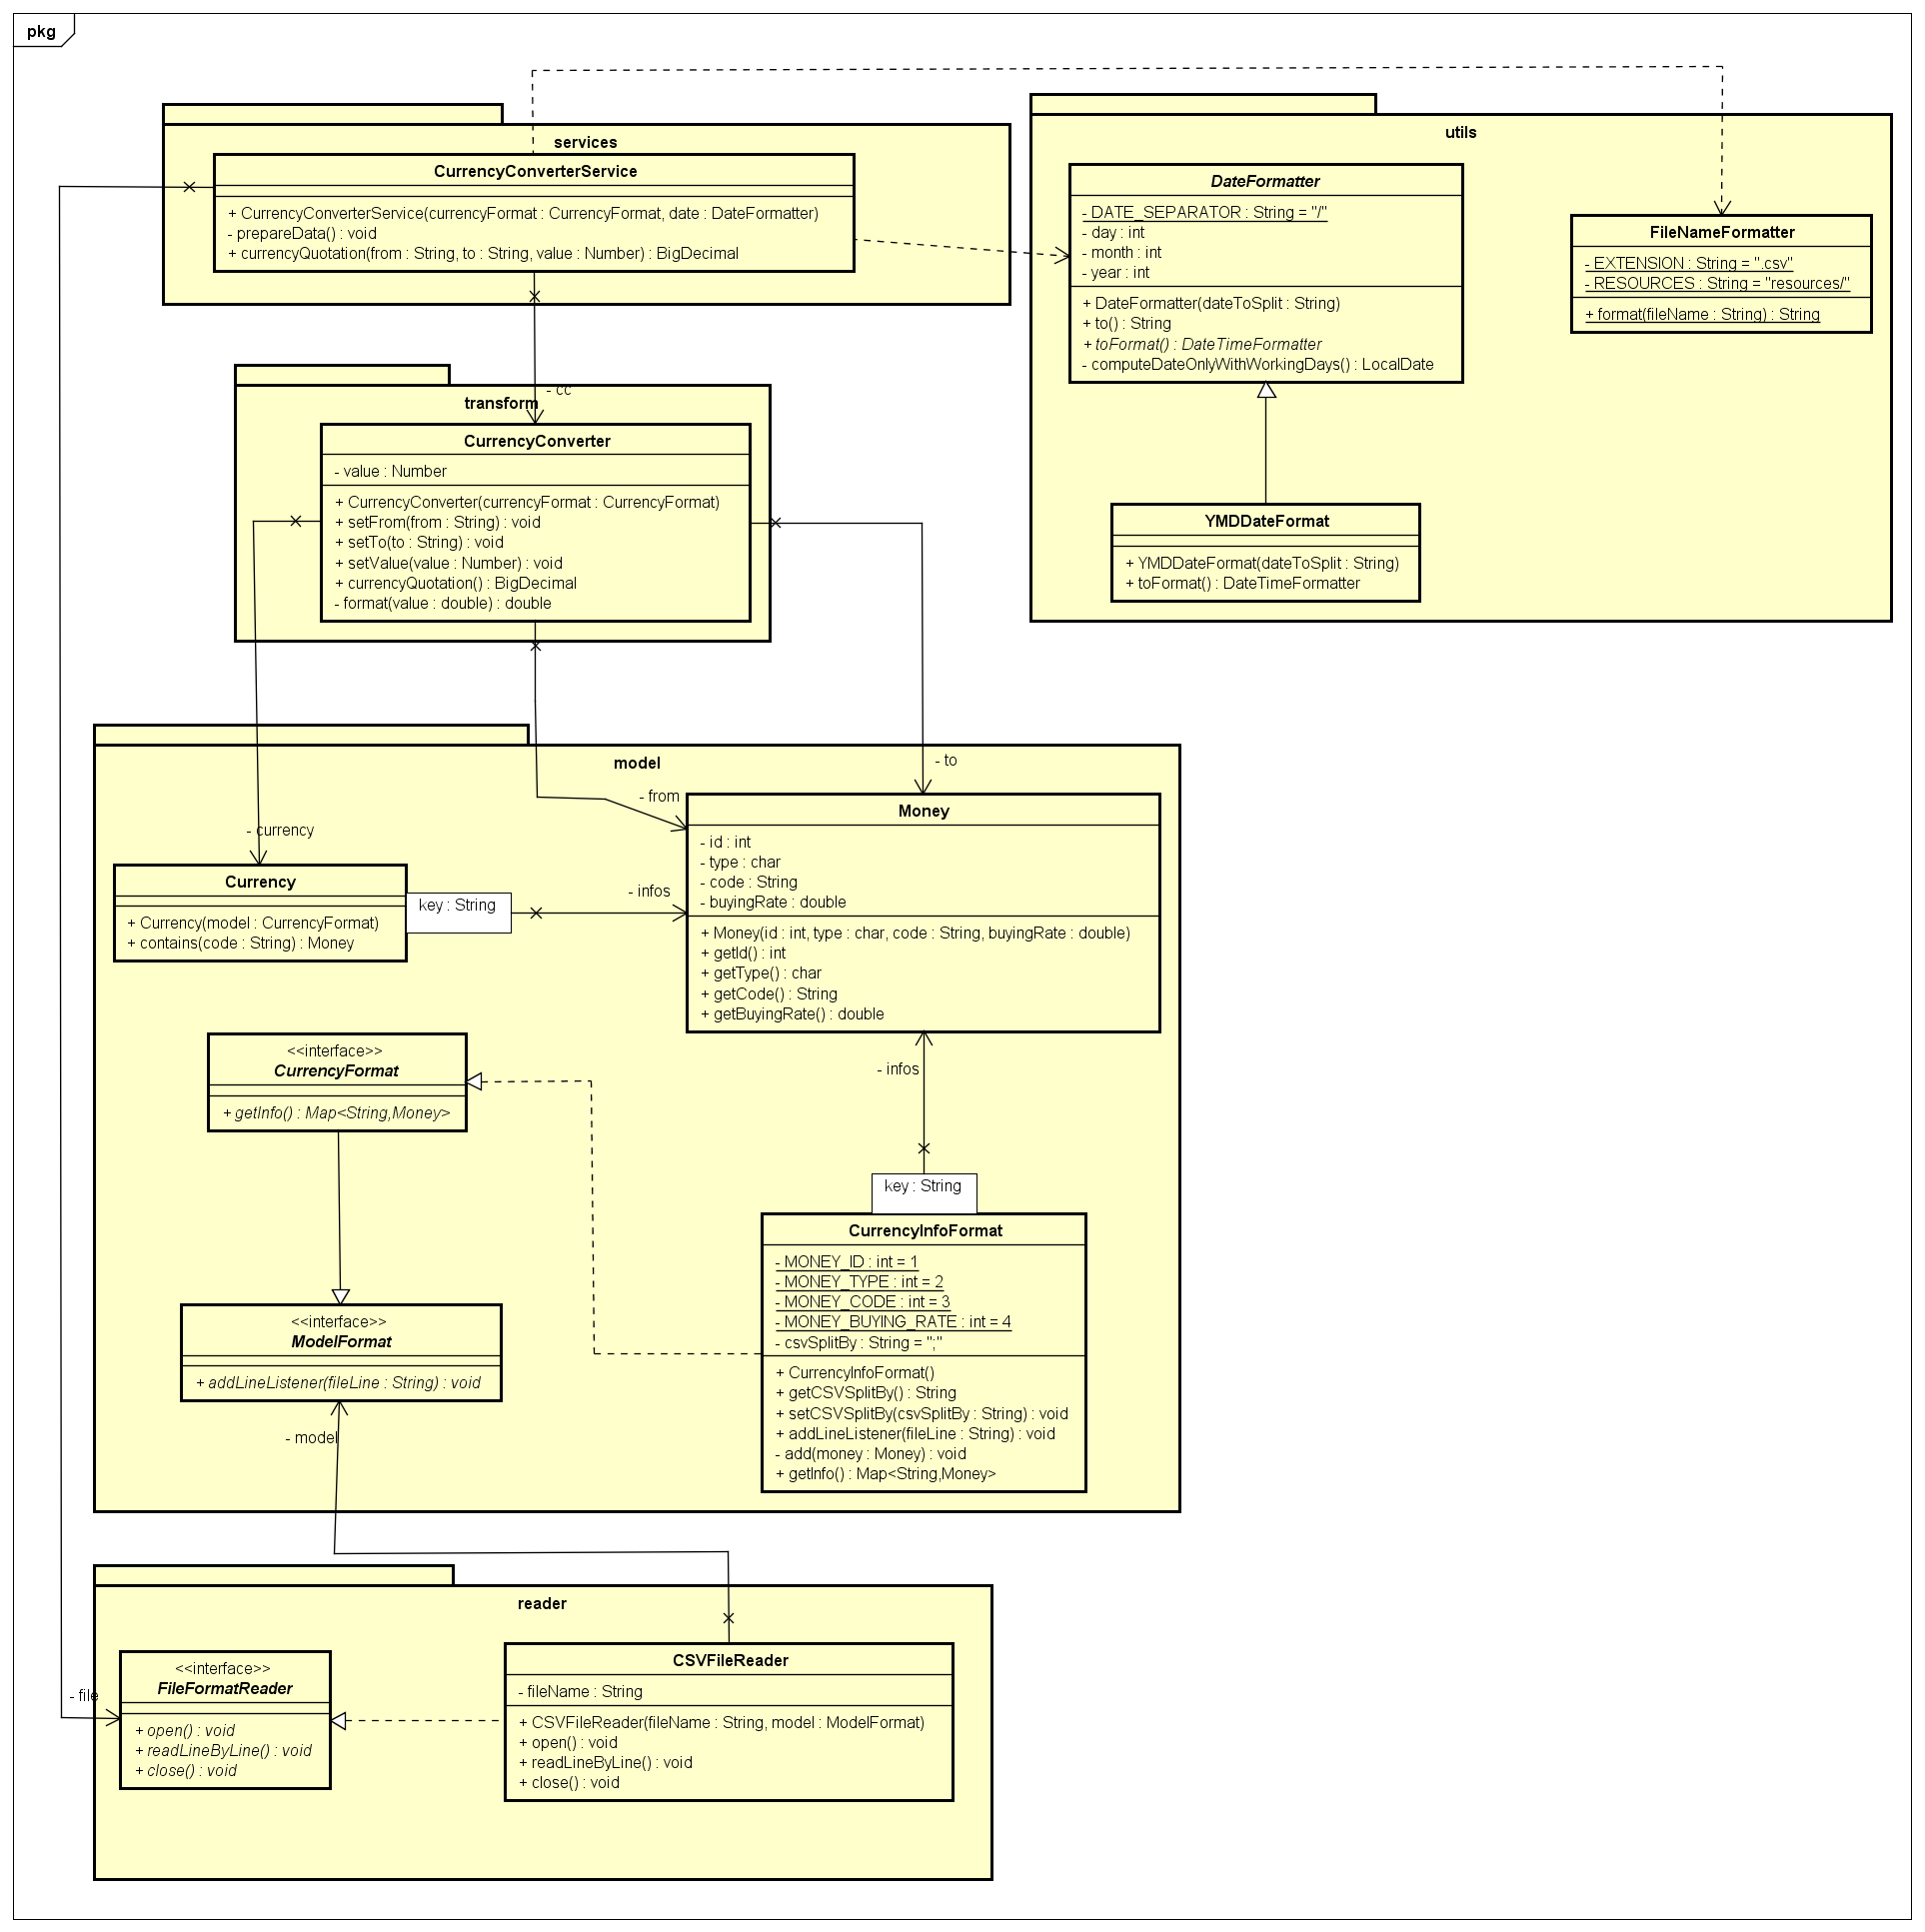 pkg
services
CurrencyConverterService
+ CurrencyConverterService(currencyFormat : CurrencyFormat, date : DateFormatter)
- prepareData() : void
+ currencyQuotation(from : String, to : String, value : Number) : BigDecimal
utils
DateFormatter
- DATE_SEPARATOR : String = "/"
- day : int
- month : int
- year : int
+ DateFormatter(dateToSplit : String)
+ to() : String
+ toFormat() : DateTimeFormatter
- computeDateOnlyWithWorkingDays() : LocalDate
FileNameFormatter
- EXTENSION : String = ".csv"
- RESOURCES : String = "resources/"
+ format(fileName : String) : String
YMDDateFormat
+ YMDDateFormat(dateToSplit : String)
+ toFormat() : DateTimeFormatter
- cc
transform
CurrencyConverter
- value : Number
+ CurrencyConverter(currencyFormat : CurrencyFormat)
+ setFrom(from : String) : void
+ setTo(to : String) : void
+ setValue(value : Number) : void
+ currencyQuotation() : BigDecimal
- format(value : double) : double
model
- to
- from
- currency
Money
- id : int
- type : char
- code : String
- buyingRate : double
+ Money(id : int, type : char, code : String, buyingRate : double)
+ getId() : int
+ getType() : char
+ getCode() : String
+ getBuyingRate() : double
Currency
+ Currency(model : CurrencyFormat)
+ contains(code : String) : Money
key : String
- infos
<<interface>>
CurrencyFormat
+ getInfo() : Map<String,Money>
- infos
key : String
CurrencyInfoFormat
- MONEY_ID : int = 1
- MONEY_TYPE : int = 2
- MONEY_CODE : int = 3
- MONEY_BUYING_RATE : int = 4
- csvSplitBy : String = ";"
+ CurrencyInfoFormat()
+ getCSVSplitBy() : String
+ setCSVSplitBy(csvSplitBy : String) : void
+ addLineListener(fileLine : String) : void
- add(money : Money) : void
+ getInfo() : Map<String,Money>
<<interface>>
ModelFormat
+ addLineListener(fileLine : String) : void
- model
reader
- file
<<interface>>
FileFormatReader
+ open() : void
+ readLineByLine() : void
+ close() : void
CSVFileReader
- fileName : String
+ CSVFileReader(fileName : String, model : ModelFormat)
+ open() : void
+ readLineByLine() : void
+ close() : void